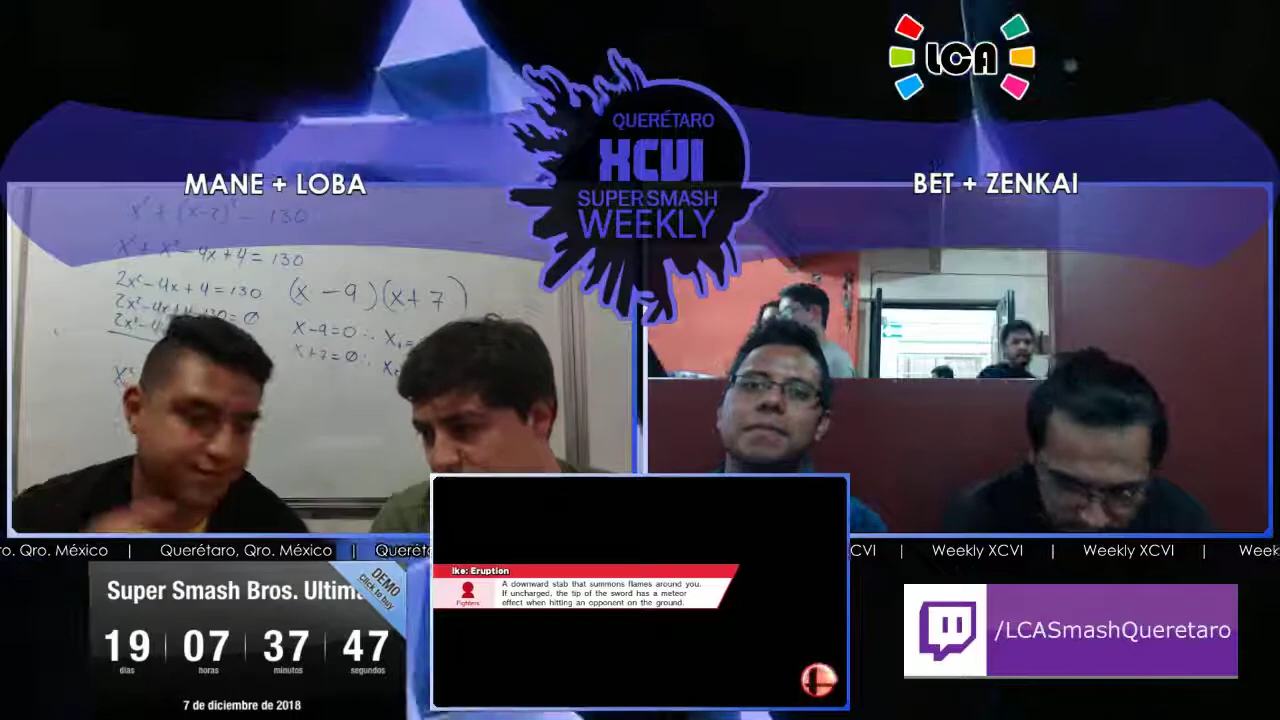 LCA
QUERÉTARO
XCVI
SUPER SMASH
WEEKLY
MANE + LOBA
BET + ZENKAI
x² + (x-2)² = 130
x² + x² - 4x + 4 = 130
2x² - 4x + 4 = 130
(x - 9)(x + 7)
x - 9 = 0 ∴ x₁ =
x + 7 = 0 ∴
ro. Qro. México | Querétaro, Qro. México | Queréta
CVI | Weekly XCVI | Weekly XCVI | Week
Ike: Eruption
Fighters
A downward stab that summons flames around you.
If uncharged, the tip of the sword has a meteor
effect when hitting an opponent on the ground.
Super Smash Bros. Ultim
DEMO
click to buy
19 07 37 47
días horas minutos segundos
7 de diciembre de 2018
/LCASmashQueretaro